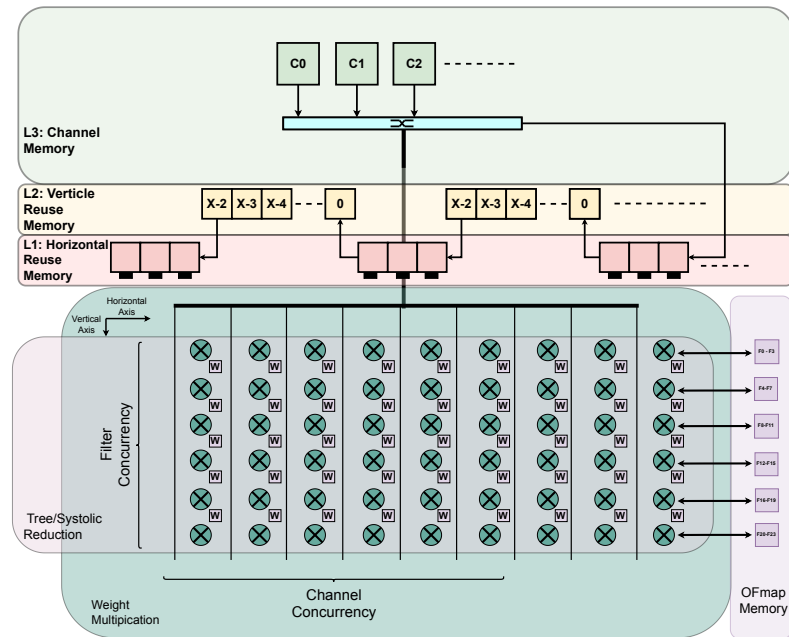 C0 C1 C2
L3: Channel
Memory
L2: Verticle
Reuse
Memory
X-2 X-3 X-4 0 X-2 X-3 X-4 0
L1: Horizontal
Reuse
Memory
Horizontal
Axis
Vertical
Axis
F0 - F3
W W W W W W W W
F4-F7
W W W W W W W W
F8-F11
W W W W W W W W
F12-F15
W W W W W W W W
F16-F19
W W W W W W W W
F20-F23
Filter
Concurrency
Tree/Systolic
Reduction
Channel
Concurrency
Weight
Multipication
OFmap
Memory